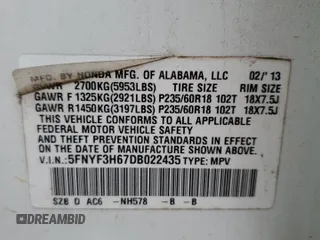 MFD. BY HONDA MFG. OF ALABAMA, LLC 02/'13
GVWR 2700KG(5953LBS) TIRE SIZE RIM SIZE
GAWR F 1325KG(2921LBS) P235/60R18 102T 18X7.5J
GAWR R1450KG(3197LBS) P235/60R18 102T 18X7.5J
THIS VEHICLE CONFORMS TO ALL APPLICABLE
FEDERAL MOTOR VEHICLE SAFETY AND
THEFT PREVENTION STANDARDS IN EFFECT
ON THE DATE OF MANUFACTURE SHOWN ABOVE.
V.I.N.: 5FNYF3H67DB022435 TYPE: MPV
SZB D AC6 -NH578 -B -B
DREAMBID